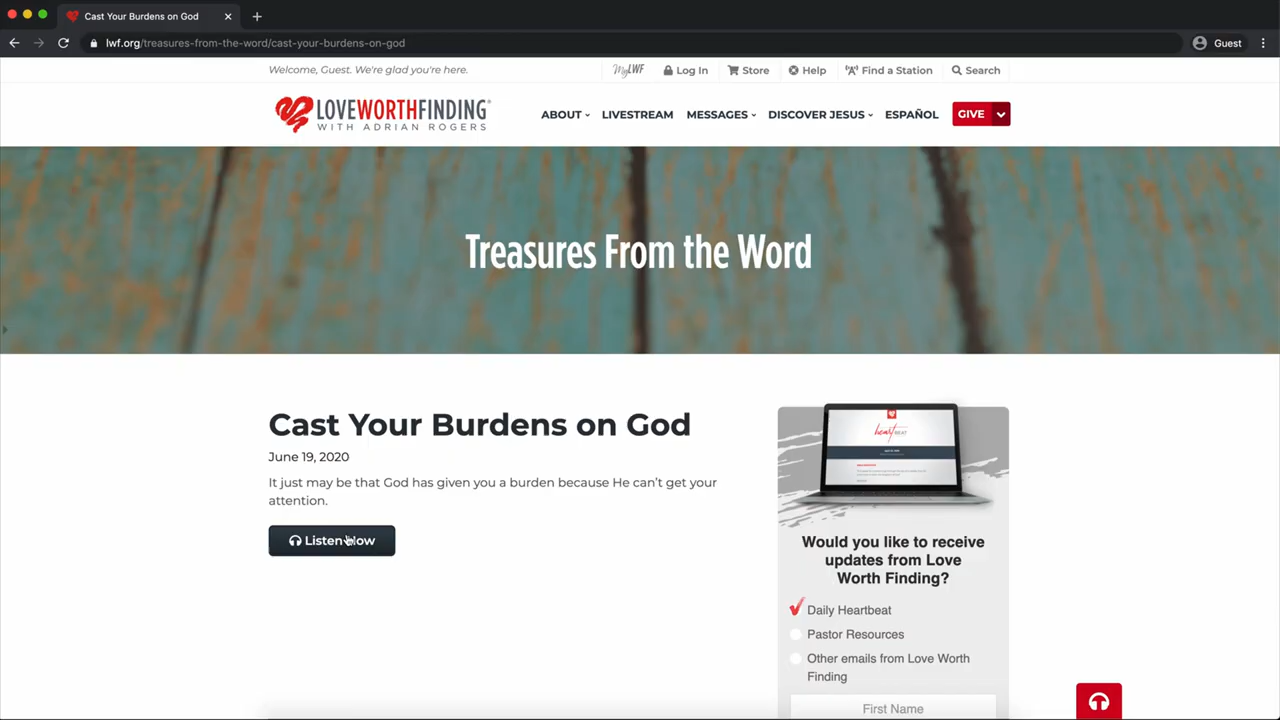 Cast Your Burdens on God
lwf.org/treasures-from-the-word/cast-your-burdens-on-god
Guest
Welcome, Guest. We're glad you're here.
MyLWF
Log In
Store
Help
Find a Station
Search
LOVEWORTHFINDING®
WITH ADRIAN ROGERS
ABOUT
LIVESTREAM
MESSAGES
DISCOVER JESUS
ESPAÑOL
GIVE
Treasures From the Word
Cast Your Burdens on God
June 19, 2020
It just may be that God has given you a burden because He can't get your
attention.
Listen Now
heartBEAT
Would you like to receive
updates from Love
Worth Finding?
Daily Heartbeat
Pastor Resources
Other emails from Love Worth
Finding
First Name